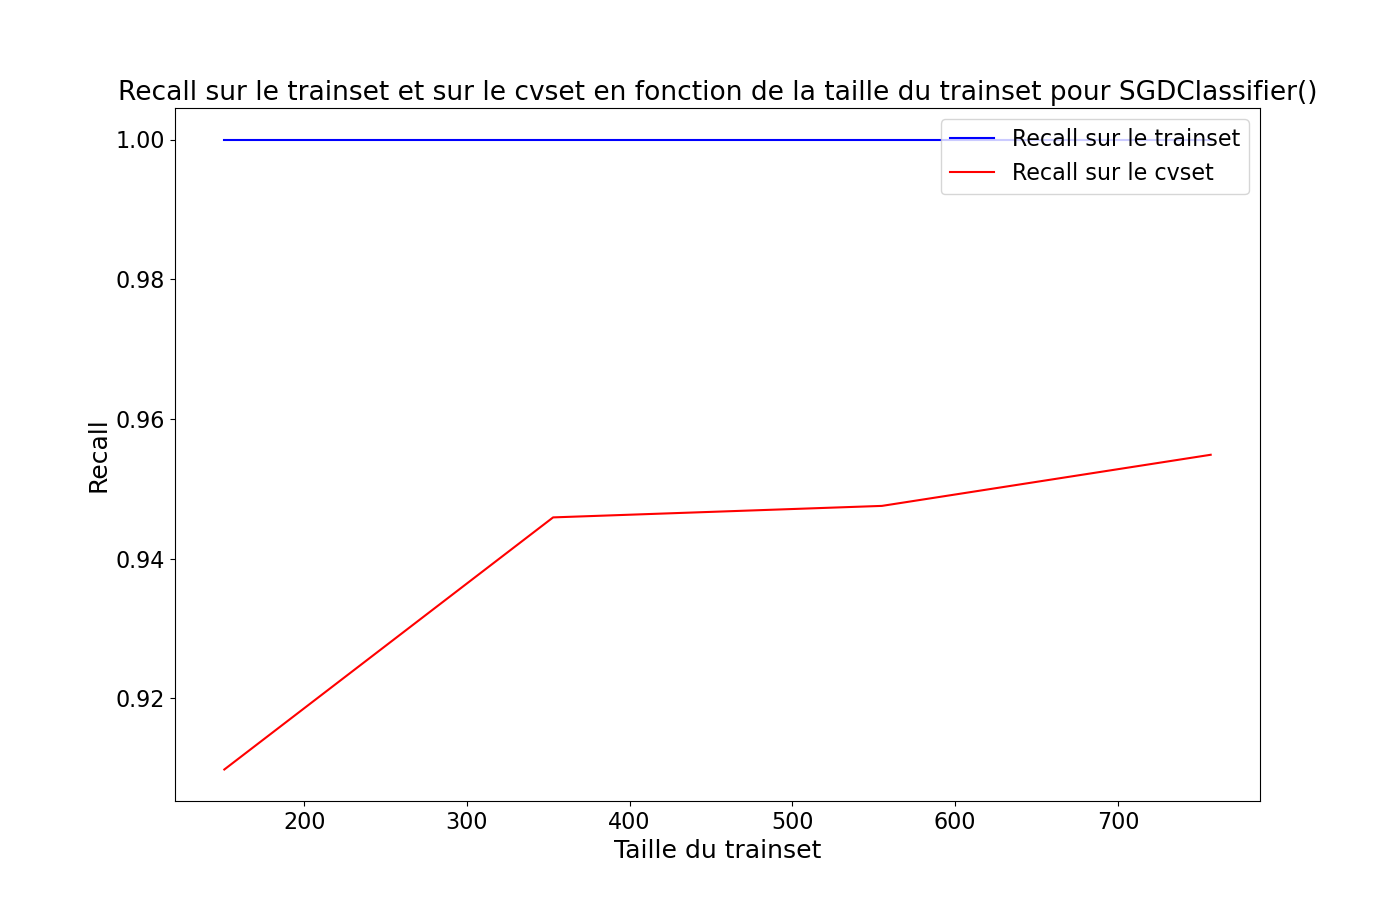 Recall sur le trainset et sur le cvset en fonction de la taille du trainset pour SGDClassifier()
Recall sur le trainset
Recall sur le cvset
1.00
0.98
0.96
0.94
0.92
Recall
200 300 400 500 600 700
Taille du trainset